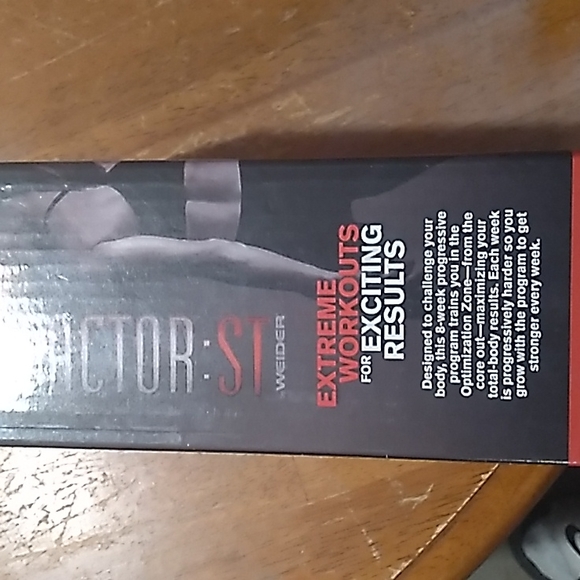 ACTOR:ST
WEIDER
EXTREME
WORKOUTS
FOR EXCITING
RESULTS
Designed to challenge your
body, this 8-week progressive
program trains you in the
Optimization Zone—from the
core out—maximizing your
total-body results. Each week
is progressively harder so you
grow with the program to get
stronger every week.